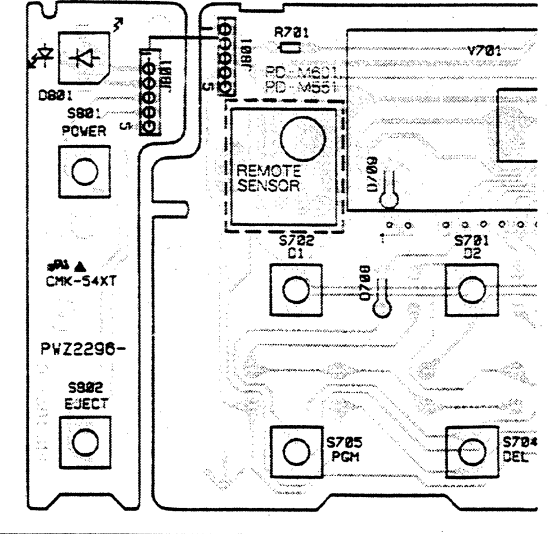 D801
S801
POWER
J801
5
CMK-54XT
PWZ2296-
S802
EJECT
J801
5
R701
PD-M601
PD-M551
V701
REMOTE
SENSOR
D709
1
S702
D1
S701
D2
D708
S705
PGM
S704
DEL